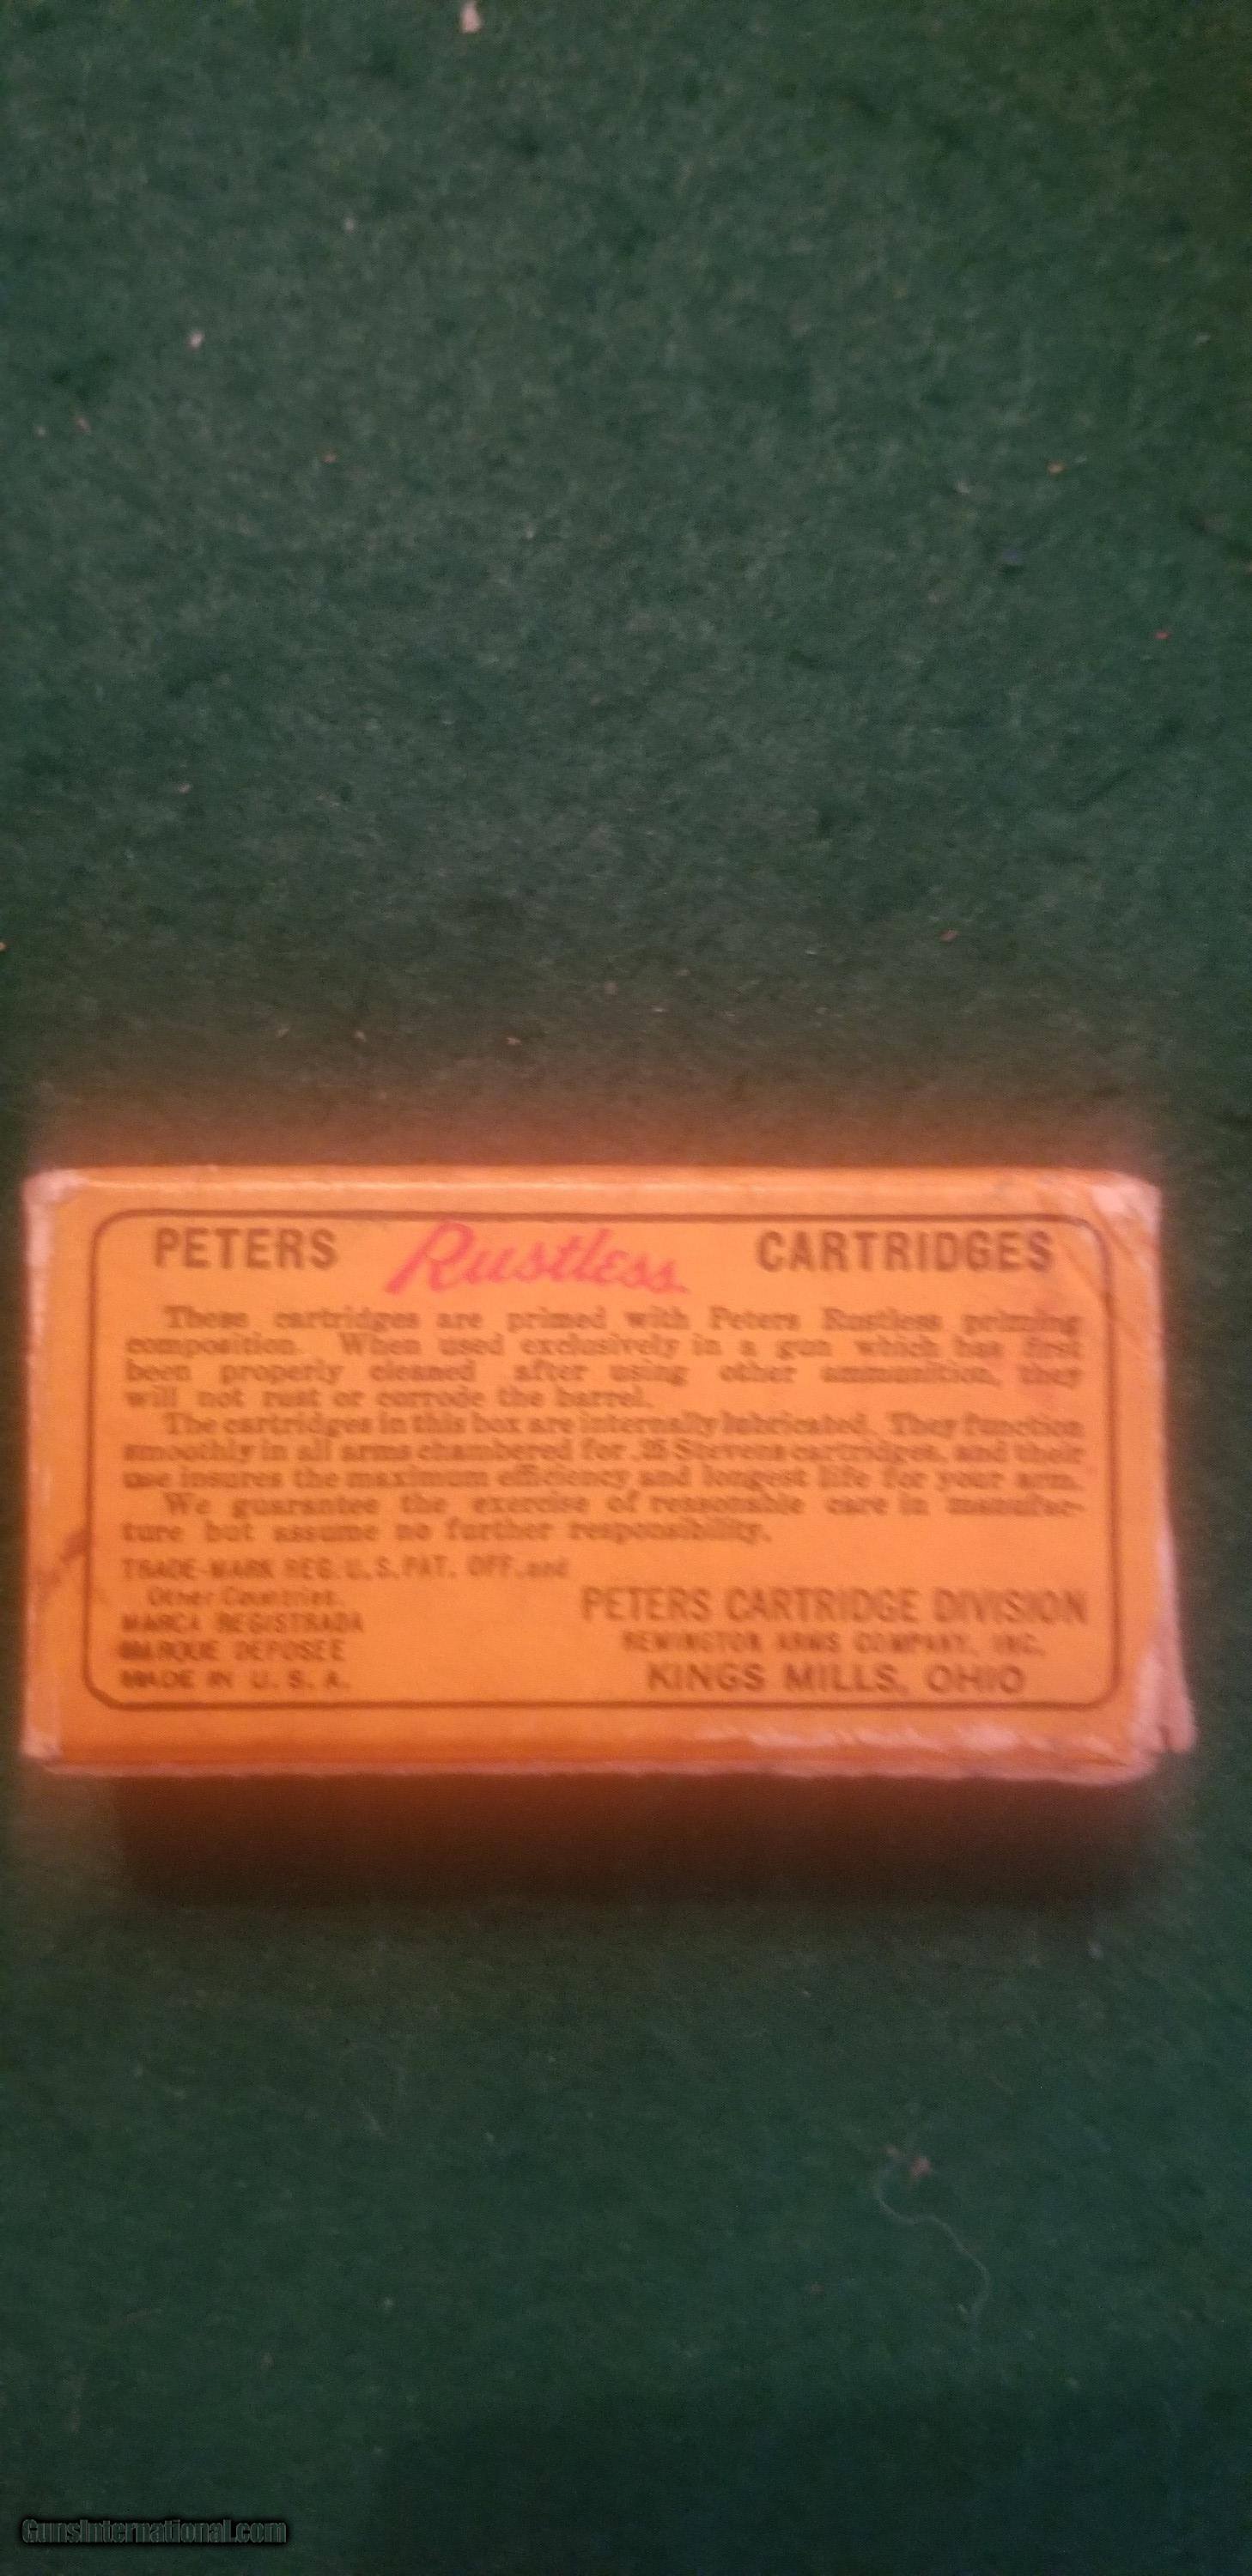 PETERS Rustless CARTRIDGES
These cartridges are primed with Peters Rustless priming
composition. When used exclusively in a gun which has first
been properly cleaned after using other ammunition, they
will not rust or corrode the barrel.
The cartridges in this box are internally lubricated. They function
smoothly in all arms chambered for .25 Stevens cartridges, and their
use insures the maximum efficiency and longest life for your arm.
We guarantee the exercise of reasonable care in manufac-
ture but assume no further responsibility.
TRADE-MARK REG. U.S. PAT. OFF. and
Other Countries.
MARCA REGISTRADA
MARQUE DEPOSEE
MADE IN U. S. A.
PETERS CARTRIDGE DIVISION
REMINGTON ARMS COMPANY, INC.
KINGS MILLS, OHIO
GunsInternational.com